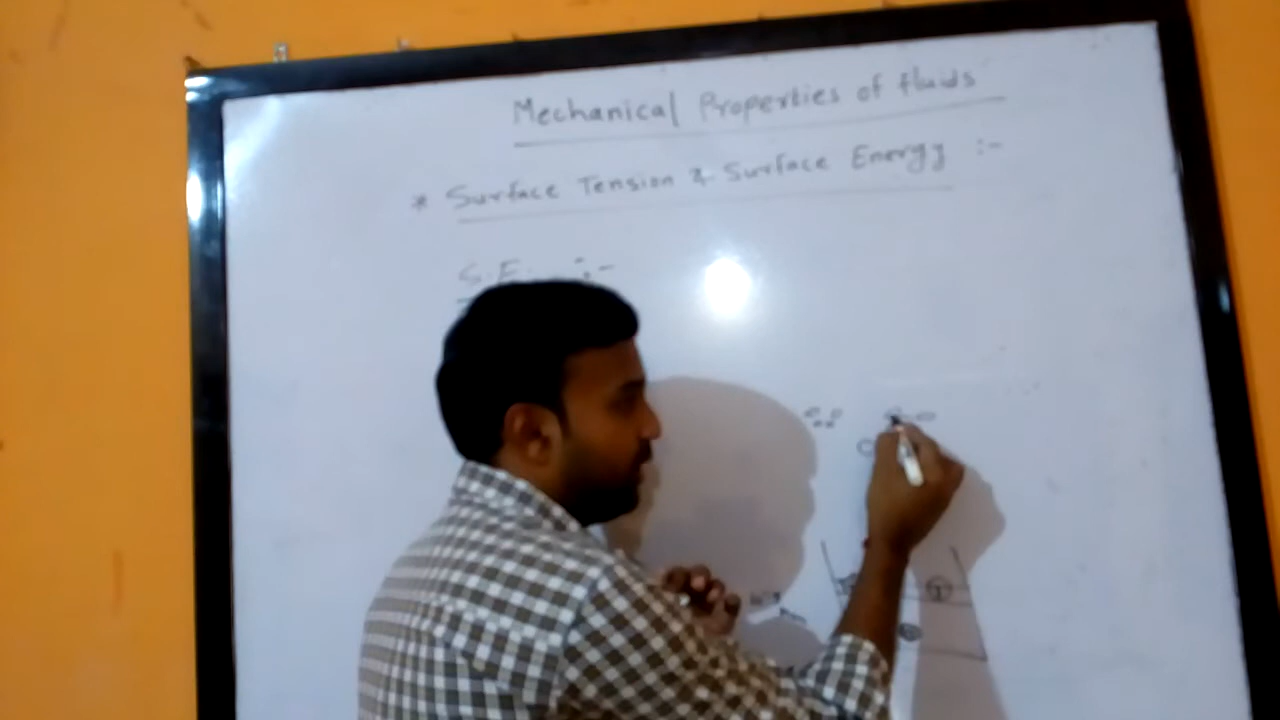 Mechanical Properties of fluids
* Surface Tension & Surface Energy :-
S.E. :-